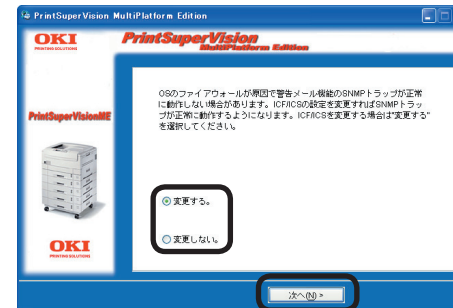 PrintSuperVision MultiPlatform Edition
OKI
PRINTING SOLUTIONS
PrintSuperVision
MultiPlatform Edition
OSのファイアウォールが原因で警告メール機能のSNMPトラップが正常
に動作しない場合があります。ICF/ICSの設定を変更すればSNMPトラッ
プが正常に動作するようになります。ICF/ICSを変更する場合は"変更する"
を選択してください。
PrintSuperVisionME
変更する。
変更しない。
OKI
PRINTING SOLUTIONS
次へ(N) >